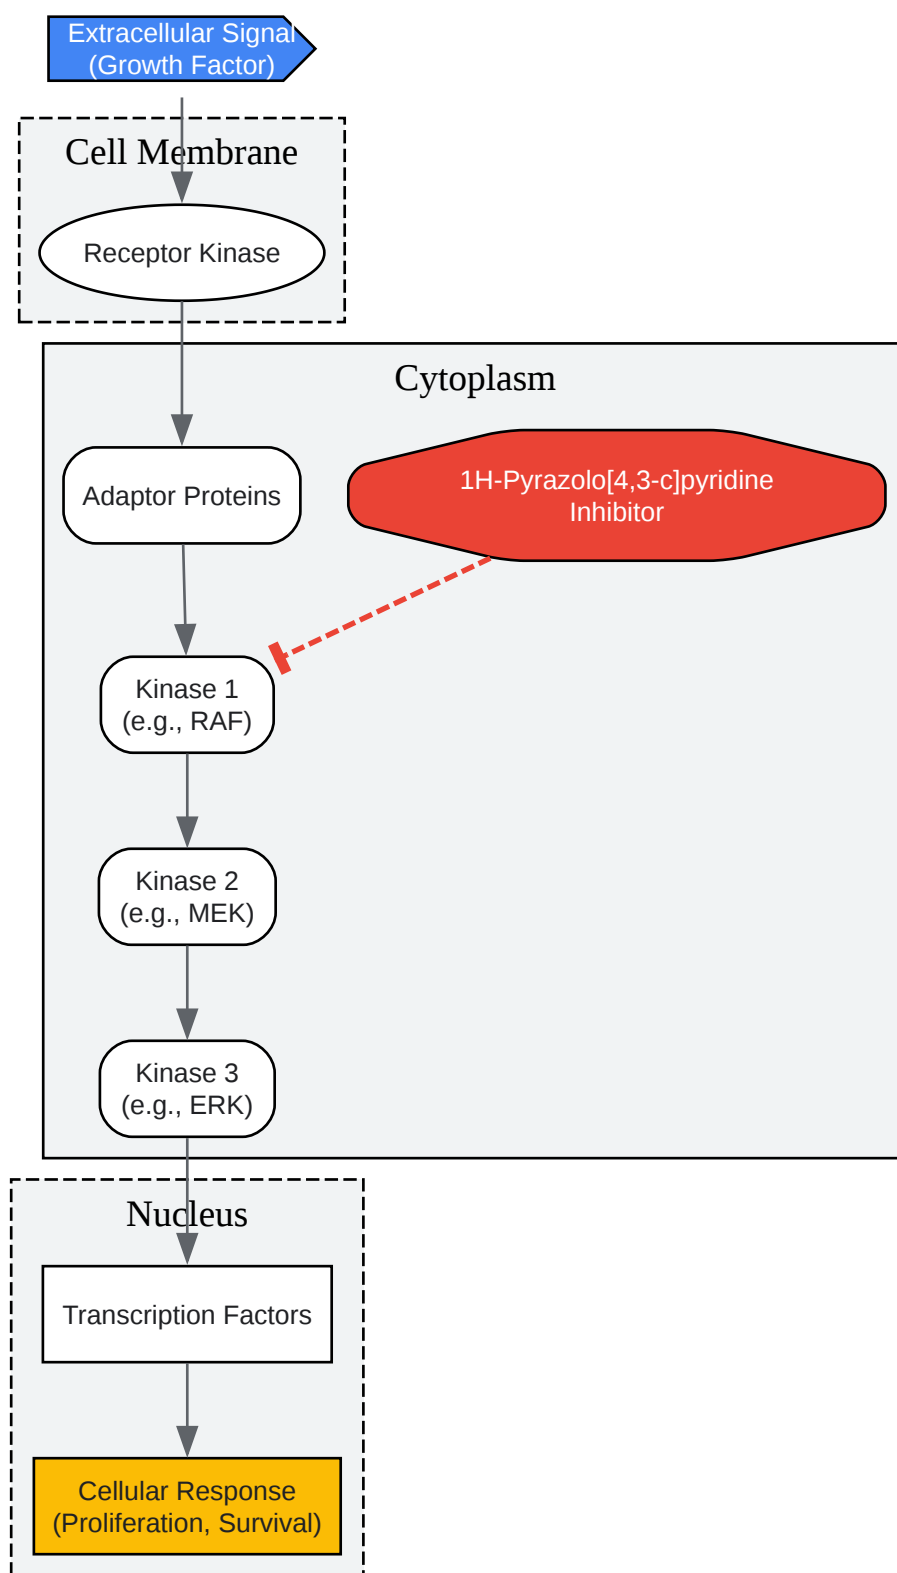 Extracellular Signal
(Growth Factor)
Cell Membrane
Receptor Kinase
Cytoplasm
Adaptor Proteins
1H-Pyrazolo[4,3-c]pyridine
Inhibitor
Kinase 1
(e.g., RAF)
Kinase 2
(e.g., MEK)
Kinase 3
(e.g., ERK)
Nucleus
Transcription Factors
Cellular Response
(Proliferation, Survival)